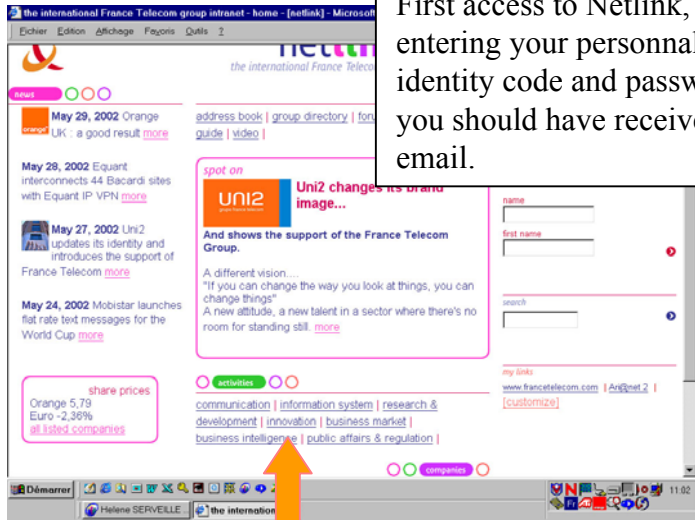 the international France Telecom group intranet - home - [netlink] - Microsoft
Fichier Edition Affichage Favoris Outils ?
First access to Netlink,
entering your personnal
identity code and passw
you should have receive
email.
netlin
the international France Teleco
news
May 29, 2002 Orange
UK : a good result more
May 28, 2002 Equant
interconnects 44 Bacardi sites
with Equant IP VPN more
May 27, 2002 Uni2
updates its identity and
introduces the support of
France Telecom more
May 24, 2002 Mobistar launches
flat rate text messages for the
World Cup more
share prices
Orange 5,79
Euro -2,36%
all listed companies
address book | group directory | foru
guide | video |
spot on
UNI2
Uni2 changes its brand
image...
And shows the support of the France Telecom
Group.
A different vision....
"If you can change the way you look at things, you can
change things"
A new attitude, a new talent in a sector where there's no
room for standing still. more
activities
communication | information system | research &
development | innovation | business market |
business intelligence | public affairs & regulation |
companies
name
first name
search
my links
www.francetelecom.com | Ari@net 2 |
[customize]
Démarrer
11:02
Helene SERVEILLE
the internation